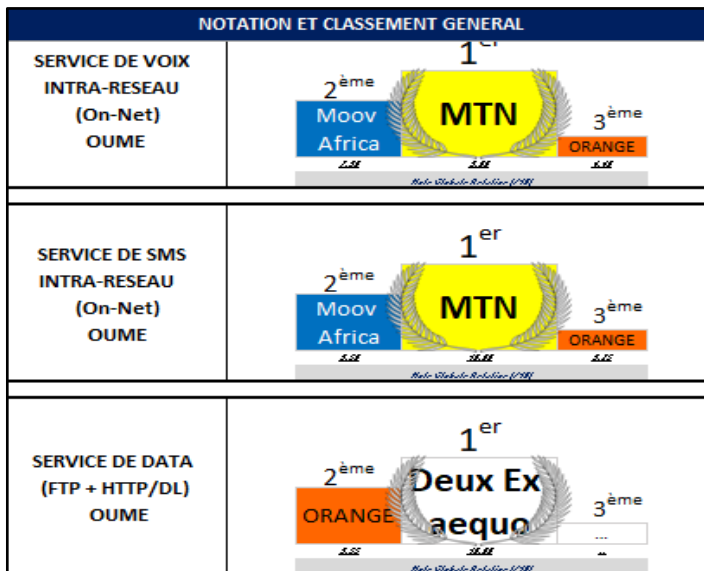 NOTATION ET CLASSEMENT GENERAL
SERVICE DE VOIX
INTRA-RESEAU
(On-Net)
OUME
1er
2ème
Moov
Africa
MTN
3ème
ORANGE
SERVICE DE SMS
INTRA-RESEAU
(On-Net)
OUME
1er
2ème
Moov
Africa
MTN
3ème
ORANGE
SERVICE DE DATA
(FTP + HTTP/DL)
OUME
1er
2ème
ORANGE
Deux Ex
aequo
3ème
...